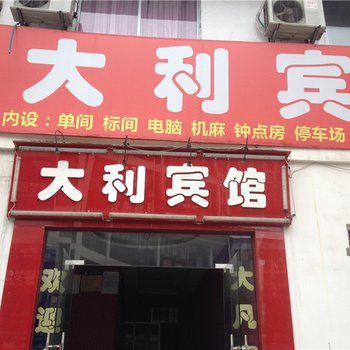 大利宾
内设：单间 标间 电脑 机麻 钟点房 停车场
大利宾馆
欢迎
大凡